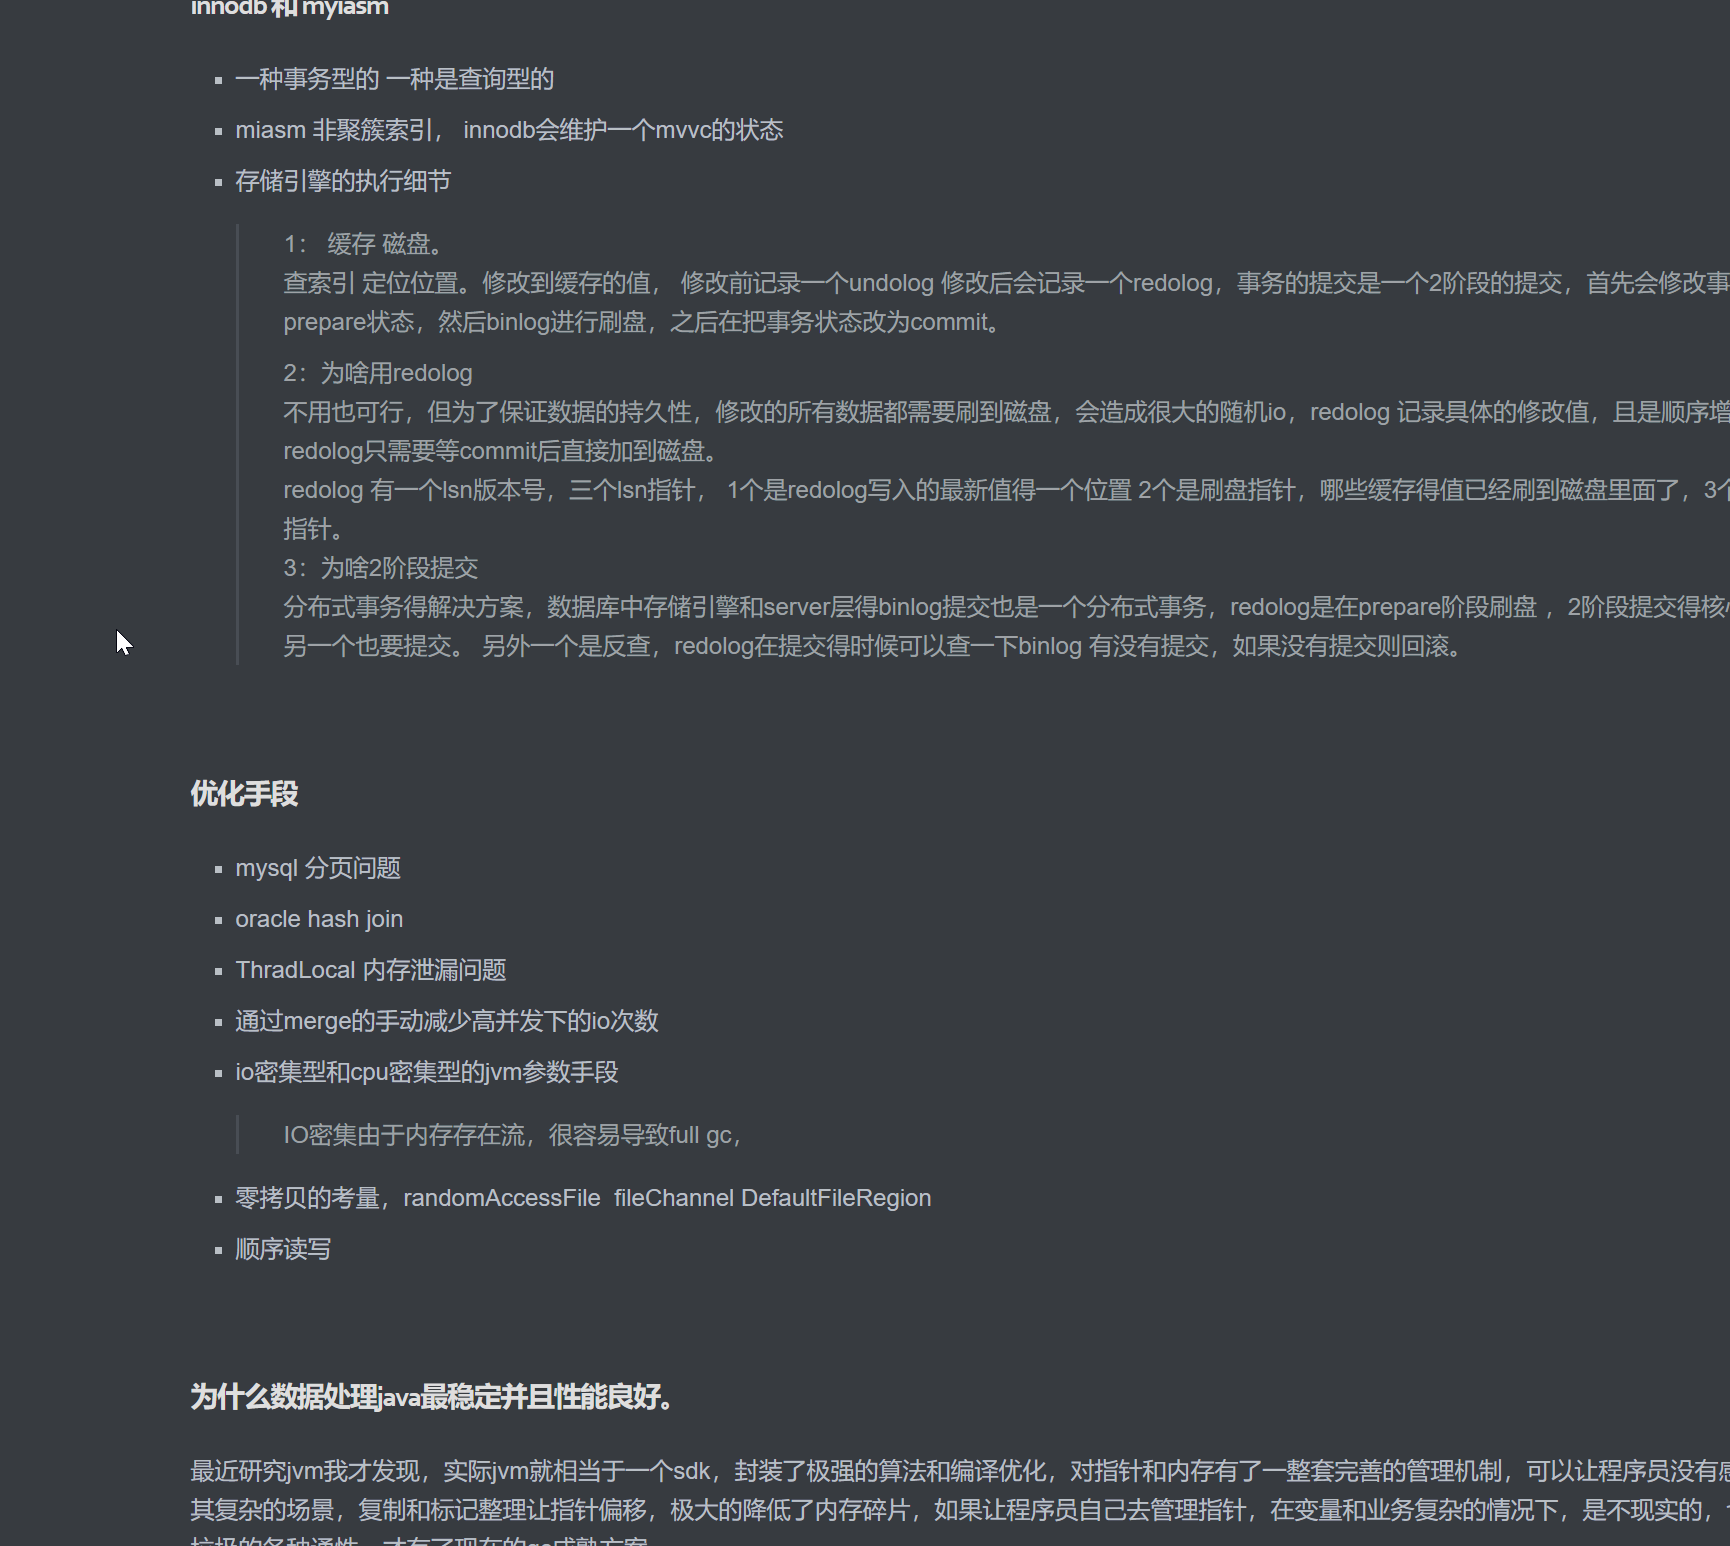 innodb 和 myiasm
一种事务型的 一种是查询型的
miasm 非聚簇索引， innodb会维护一个mvvc的状态
存储引擎的执行细节
1： 缓存 磁盘。
查索引 定位位置。修改到缓存的值， 修改前记录一个undolog 修改后会记录一个redolog，事务的提交是一个2阶段的提交，首先会修改事
prepare状态，然后binlog进行刷盘，之后在把事务状态改为commit。
2：为啥用redolog
不用也可行，但为了保证数据的持久性，修改的所有数据都需要刷到磁盘，会造成很大的随机io，redolog 记录具体的修改值，且是顺序增
redolog只需要等commit后直接加到磁盘。
redolog 有一个lsn版本号，三个lsn指针， 1个是redolog写入的最新值得一个位置 2个是刷盘指针，哪些缓存得值已经刷到磁盘里面了，3个
指针。
3：为啥2阶段提交
分布式事务得解决方案，数据库中存储引擎和server层得binlog提交也是一个分布式事务，redolog是在prepare阶段刷盘 ，2阶段提交得核
另一个也要提交。 另外一个是反查，redolog在提交得时候可以查一下binlog 有没有提交，如果没有提交则回滚。
优化手段
mysql 分页问题
oracle hash join
ThradLocal 内存泄漏问题
通过merge的手动减少高并发下的io次数
io密集型和cpu密集型的jvm参数手段
IO密集由于内存存在流，很容易导致full gc，
零拷贝的考量，randomAccessFile  fileChannel DefaultFileRegion
顺序读写
为什么数据处理java最稳定并且性能良好。
最近研究jvm我才发现，实际jvm就相当于一个sdk，封装了极强的算法和编译优化，对指针和内存有了一整套完善的管理机制，可以让程序员没有感
其复杂的场景，复制和标记整理让指针偏移，极大的降低了内存碎片，如果让程序员自己去管理指针，在变量和业务复杂的情况下，是不现实的，
垃圾的各种通性，才有了现在的gc成熟方案